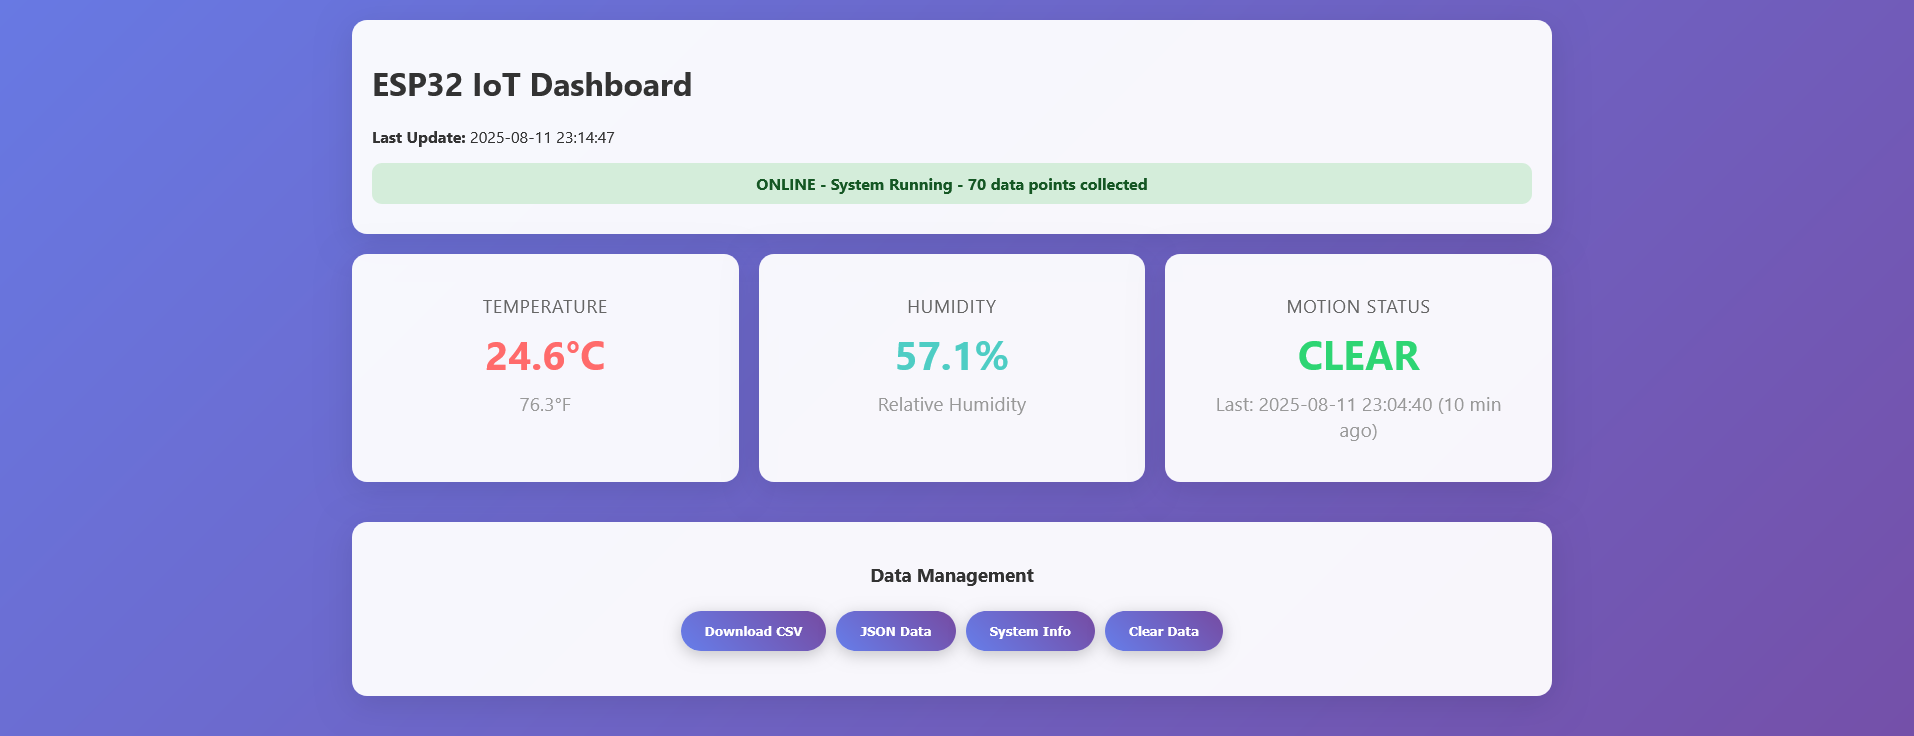 ESP32 IoT Dashboard
Last Update: 2025-08-11 23:14:47
ONLINE - System Running - 70 data points collected
TEMPERATURE
24.6°C
76.3°F
HUMIDITY
57.1%
Relative Humidity
MOTION STATUS
CLEAR
Last: 2025-08-11 23:04:40 (10 min
ago)
Data Management
Download CSV
JSON Data
System Info
Clear Data